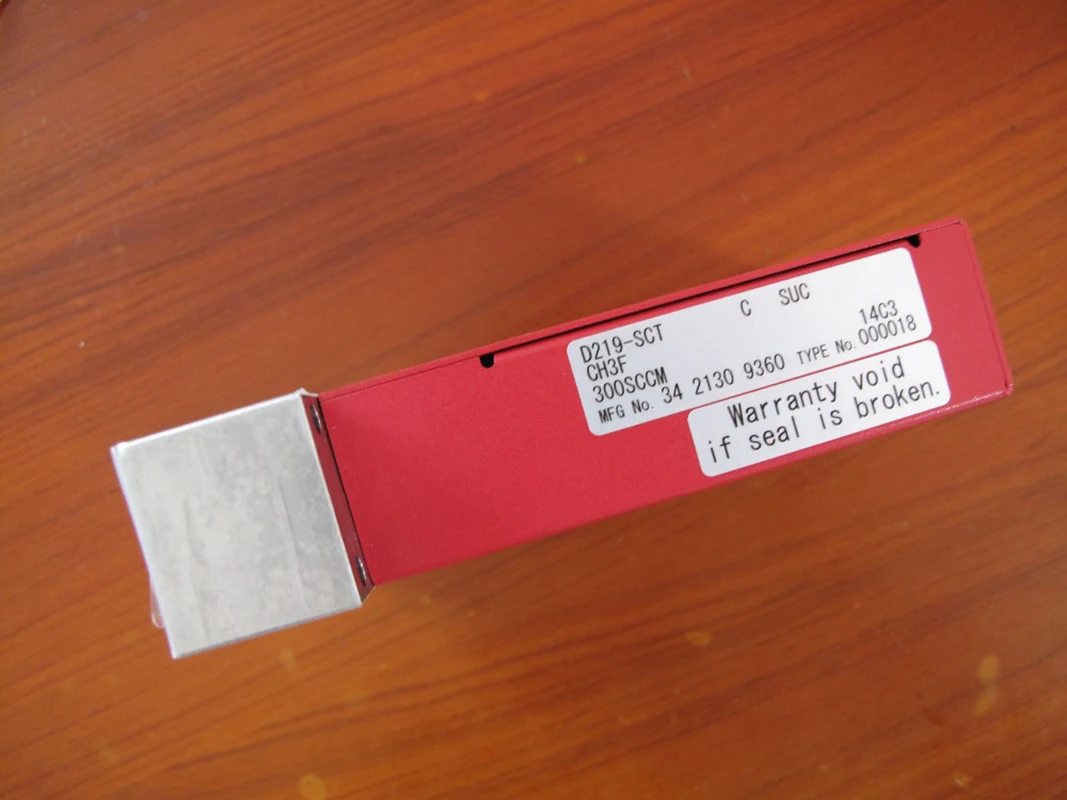 C SUC
D219-SCT
CH3F 14C3
300SCCM TYPE No. 000018
MFG No. 34 2130 9360
Warranty void
if seal is broken.